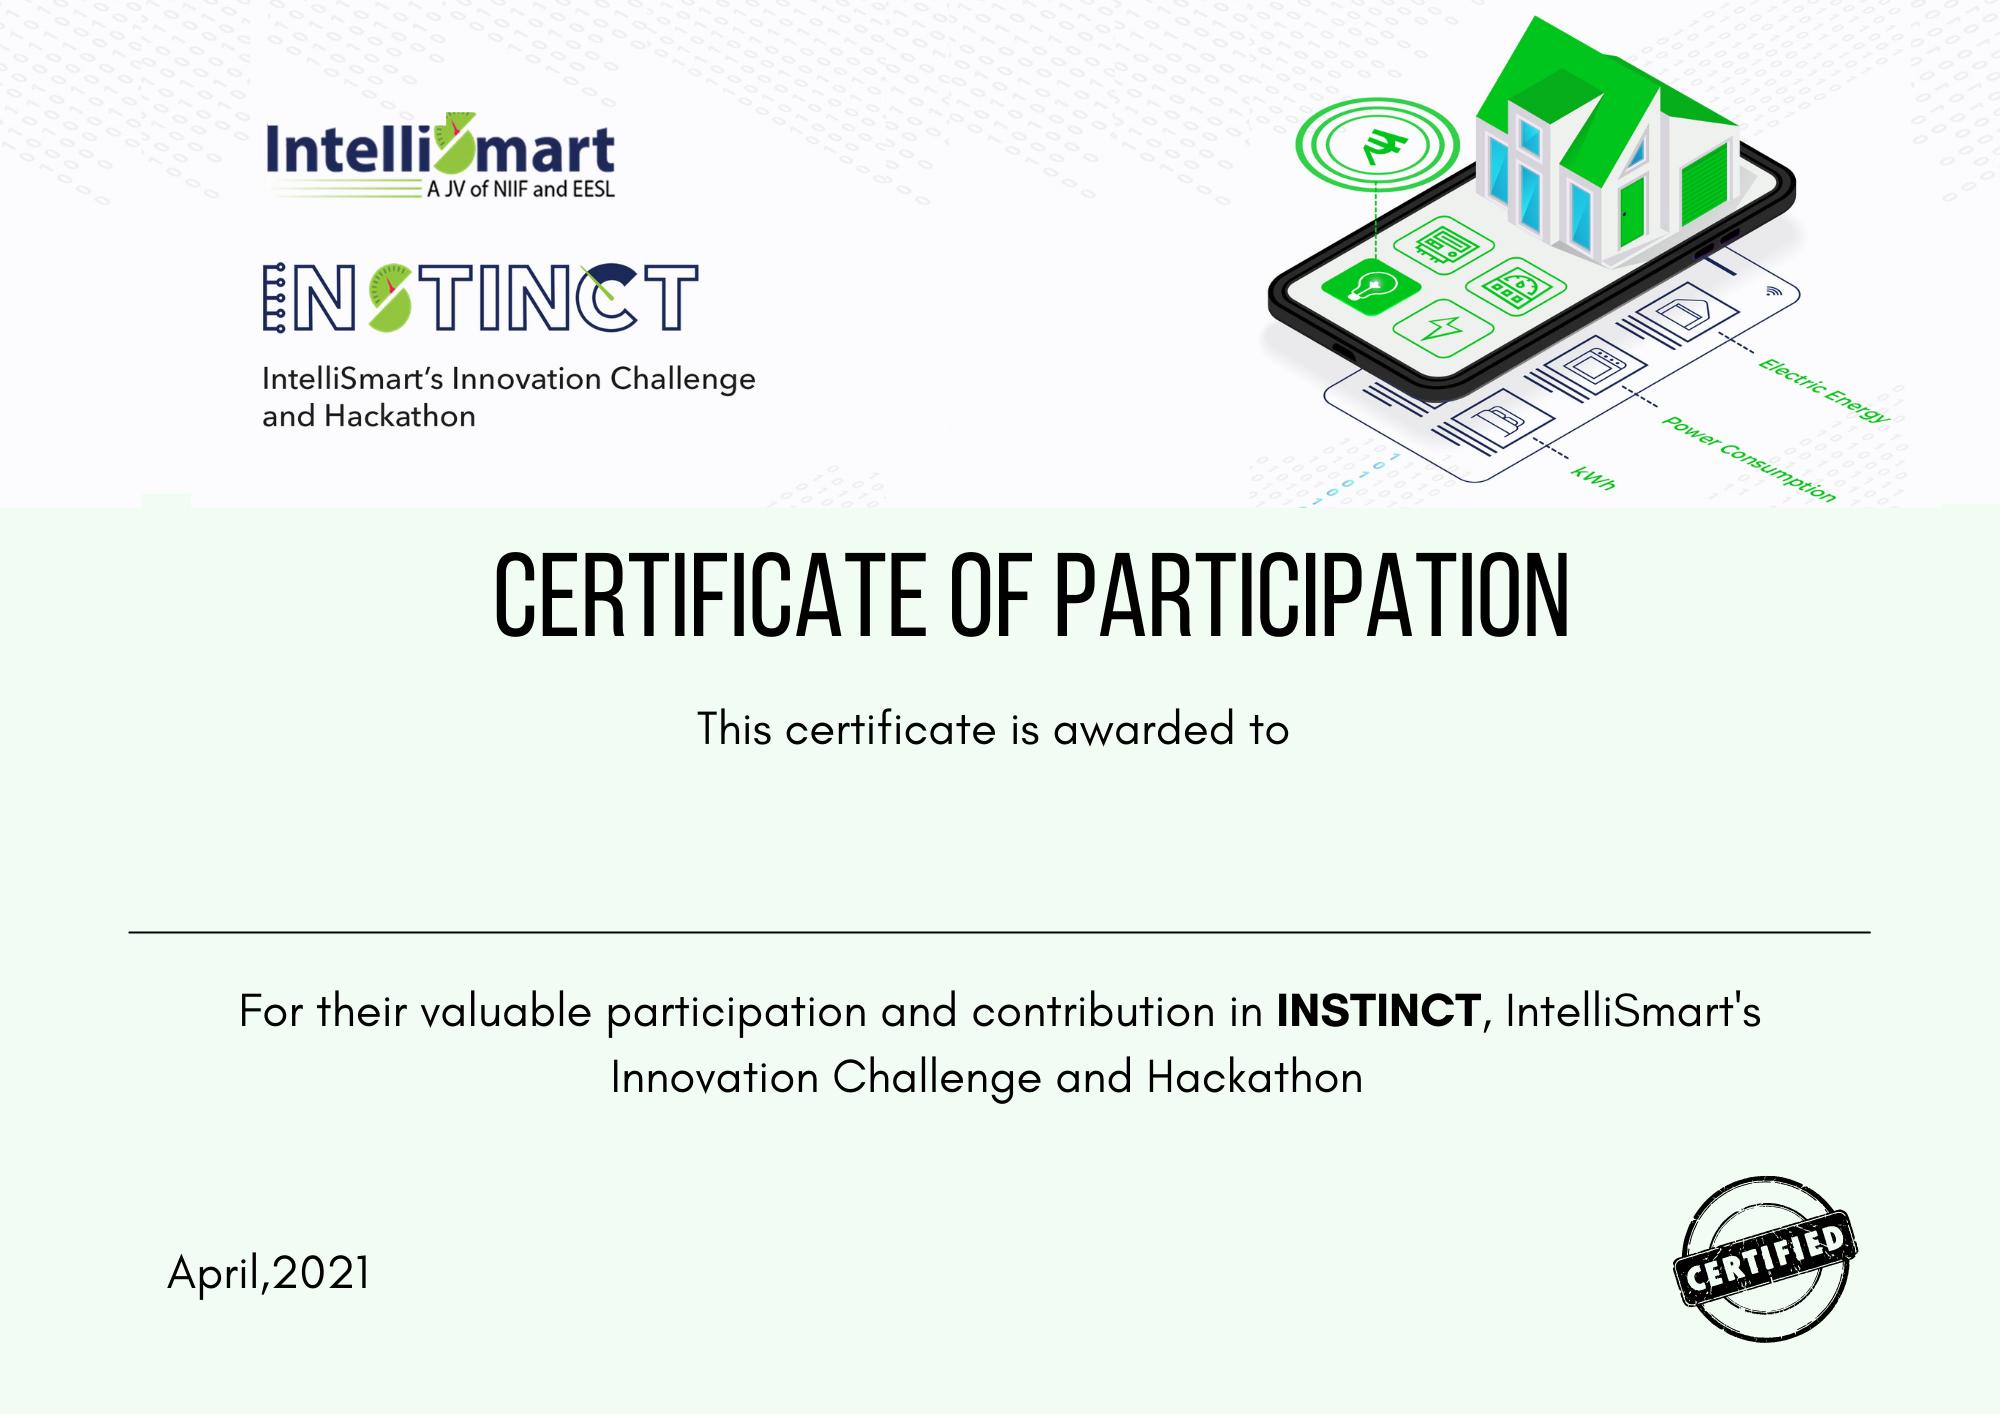 IntelliSmart
A JV of NIIF and EESL
INSTINCT
IntelliSmart's Innovation Challenge
and Hackathon
₹
Electric Energy
Power Consumption
kWh
CERTIFICATE OF PARTICIPATION
This certificate is awarded to
For their valuable participation and contribution in INSTINCT, IntelliSmart's
Innovation Challenge and Hackathon
April,2021
CERTIFIED